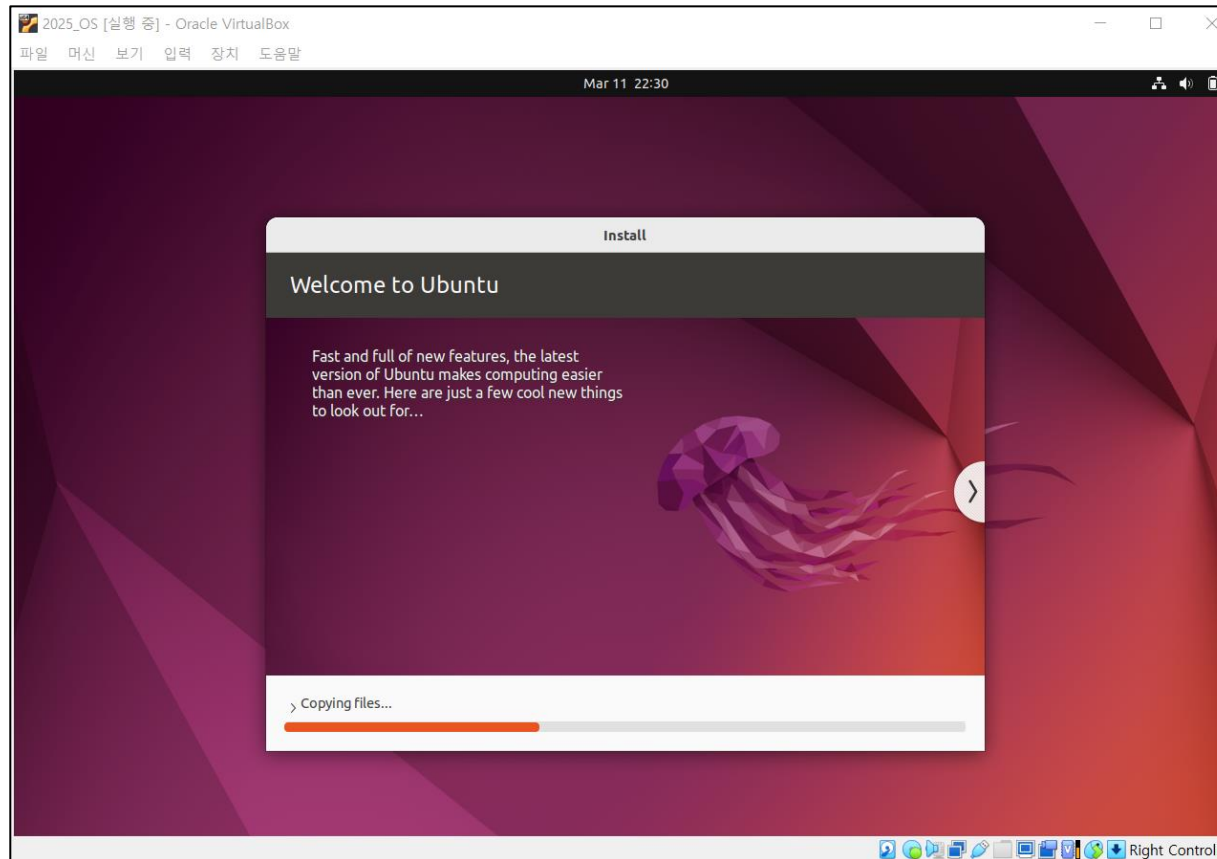 2025_OS [실행 중] - Oracle VirtualBox
파일 머신 보기 입력 장치 도움말
Mar 11 22:30
Install
Welcome to Ubuntu
Fast and full of new features, the latest
version of Ubuntu makes computing easier
than ever. Here are just a few cool new things
to look out for...
Copying files...
Right Control